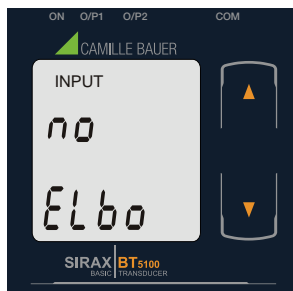 ON O/P1 O/P2 COM
CAMILLE BAUER
INPUT
no
ELbo
SIRAX BT5100
BASIC TRANSDUCER